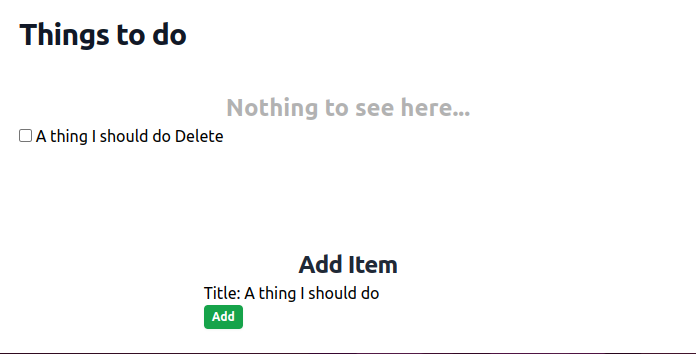 Things to do
Nothing to see here...
A thing I should do Delete
Add Item
Title: A thing I should do
Add